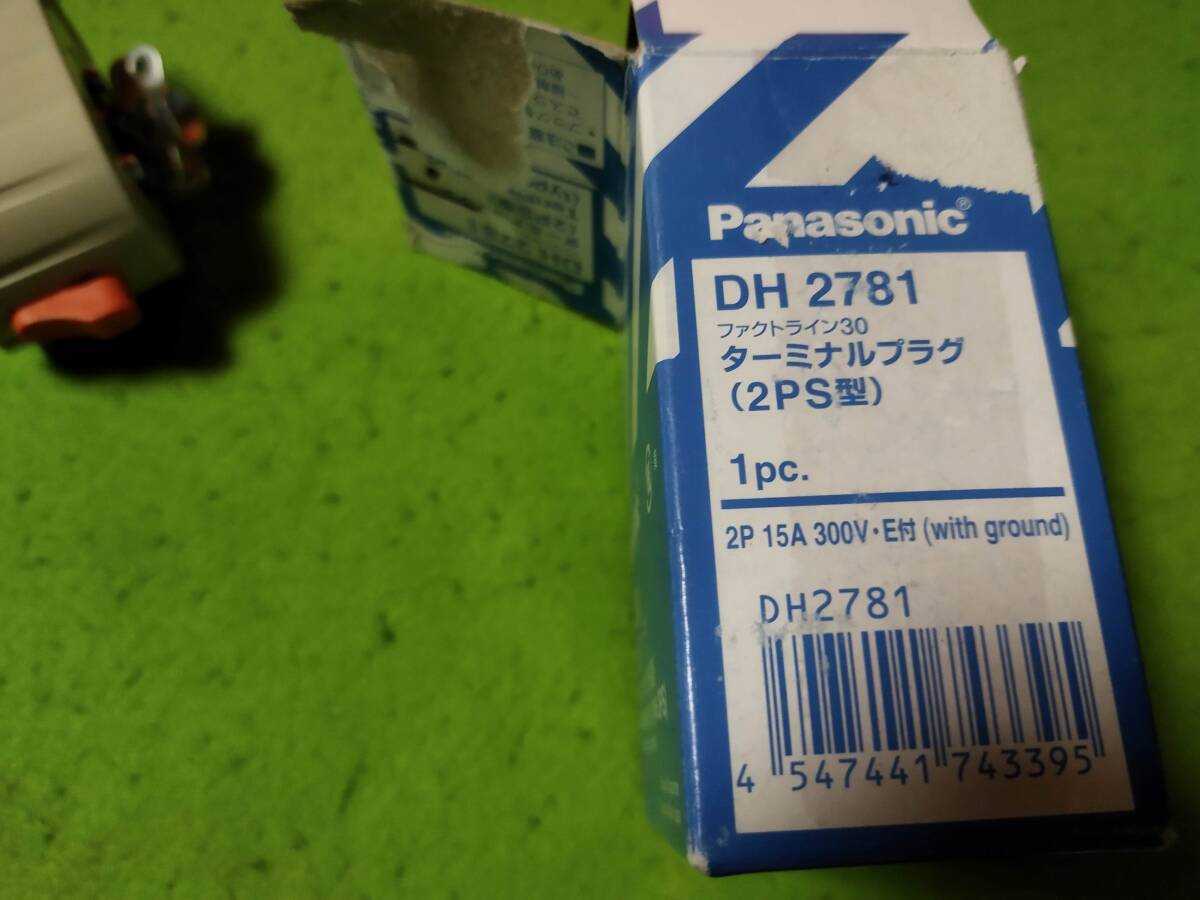 Panasonic®
DH 2781
ファクトライン30
ターミナルプラグ
(2PS型)
1pc.
2P 15A 300V・E付 (with ground)
DH2781
4 547441 743395